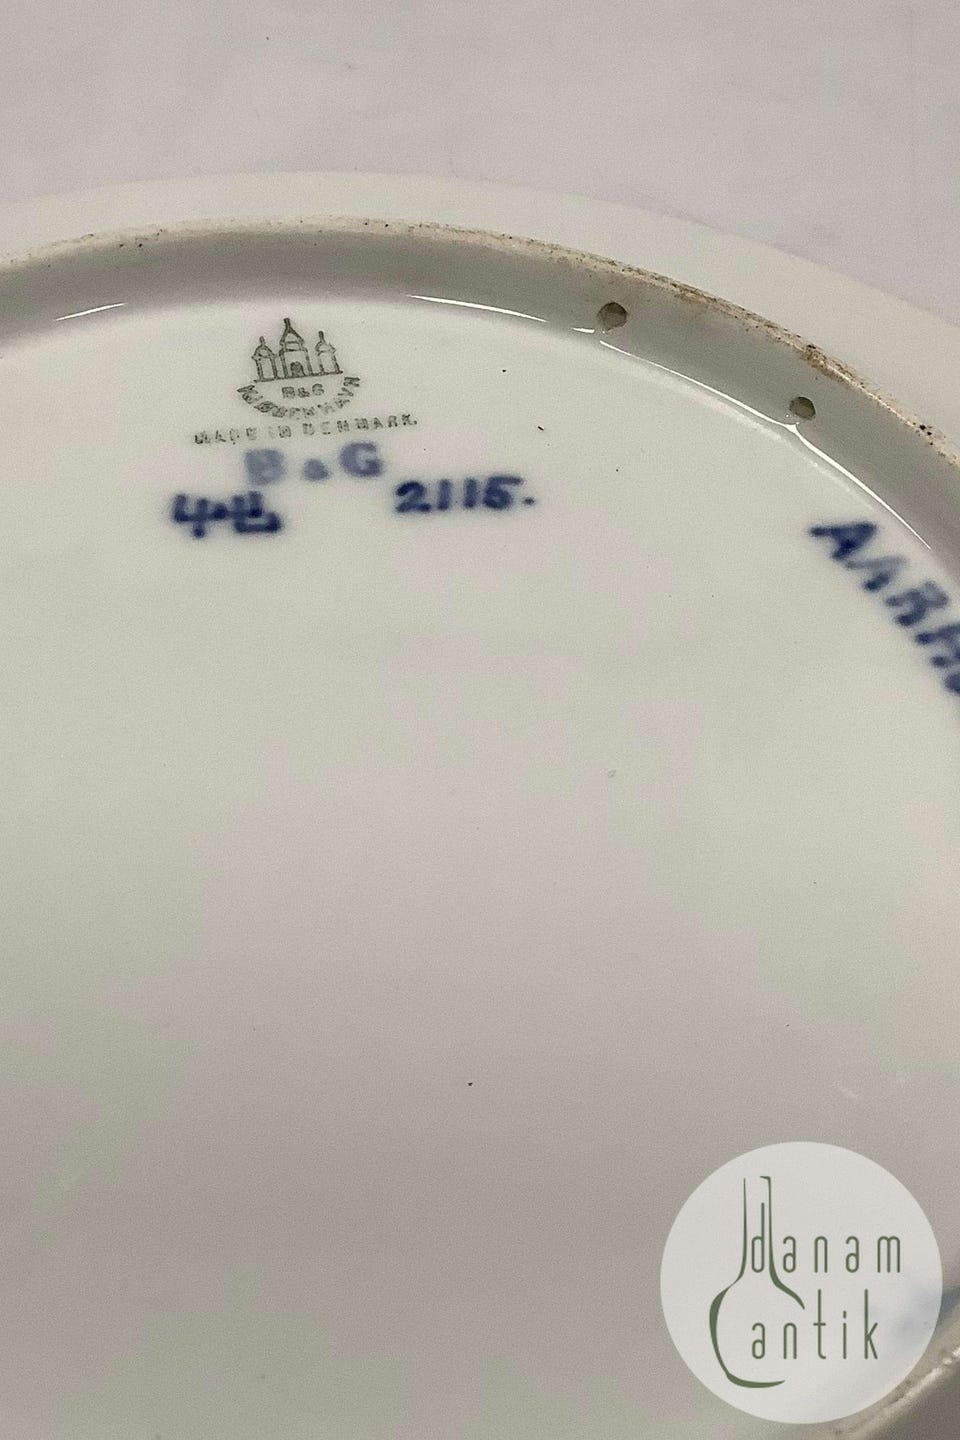 B&G
KJØBENHAVN
MADE IN DENMARK.
B&G
2115.
danam
antik